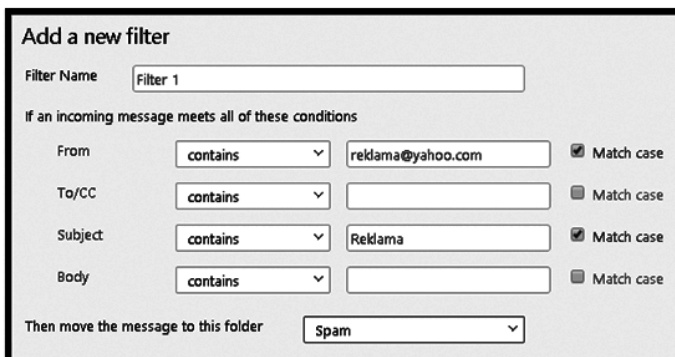 Add a new filter
Filter Name Filter 1
If an incoming message meets all of these conditions
From contains reklama@yahoo.com Match case
To/CC contains Match case
Subject contains Reklama Match case
Body contains Match case
Then move the message to this folder Spam